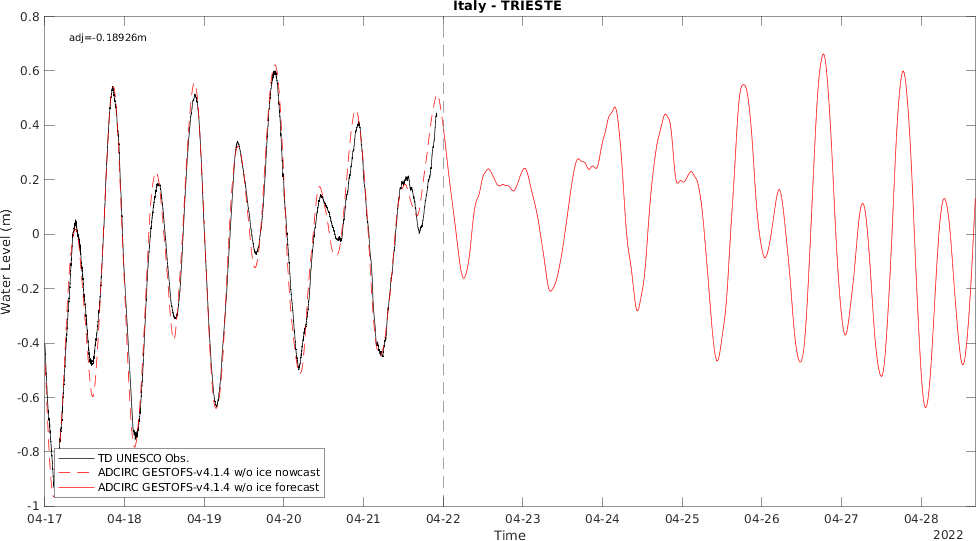 Italy - TRIESTE
adj=-0.18926m
0.8
0.6
0.4
0.2
0
-0.2
-0.4
-0.6
-0.8
-1
Water Level (m)
TD UNESCO Obs.
ADCIRC GESTOFS-v4.1.4 w/o ice nowcast
ADCIRC GESTOFS-v4.1.4 w/o ice forecast
04-17 04-18 04-19 04-20 04-21 04-22 04-23 04-24 04-25 04-26 04-27 04-28
Time
2022